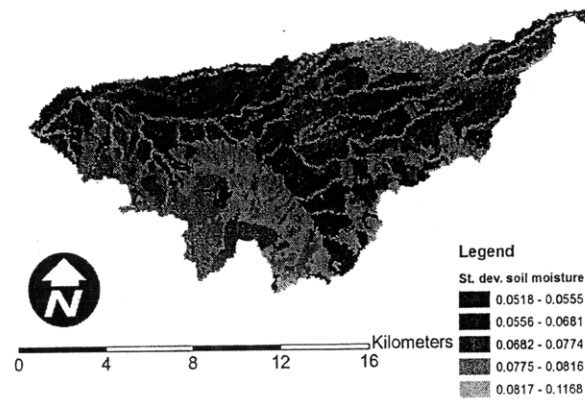 Legend
St. dev. soil moisture
0.0518 - 0.0555
0.0556 - 0.0681
0.0682 - 0.0774
0.0775 - 0.0816
0.0817 - 0.1168
N
Kilometers
0 4 8 12 16